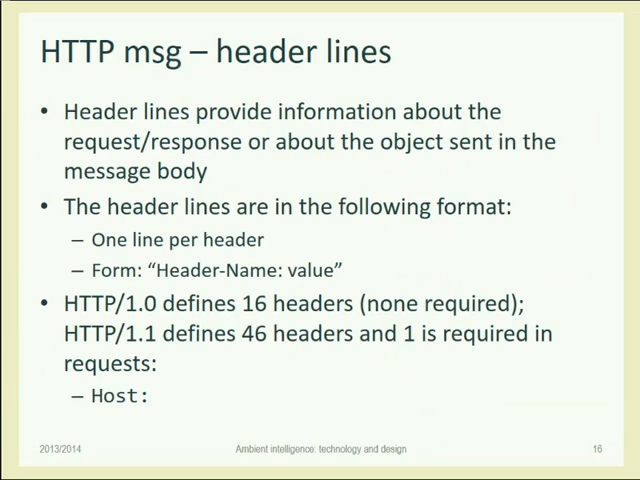 HTTP msg – header lines
• Header lines provide information about the
request/response or about the object sent in the
message body
• The header lines are in the following format:
– One line per header
– Form: “Header-Name: value”
• HTTP/1.0 defines 16 headers (none required);
HTTP/1.1 defines 46 headers and 1 is required in
requests:
– Host:
2013/2014 Ambient intelligence: technology and design 16